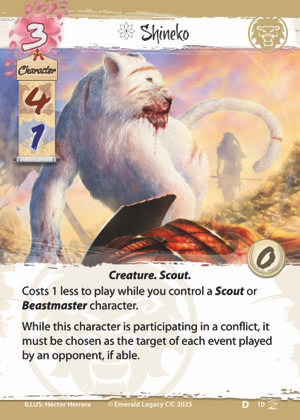 3
Shineko
Character
4
1
0
Creature. Scout.
Costs 1 less to play while you control a Scout or
Beastmaster character.
While this character is participating in a conflict, it
must be chosen as the target of each event played
by an opponent, if able.
ILLUS: Héctor Herrera © Emerald Legacy CIC 2025 D 10